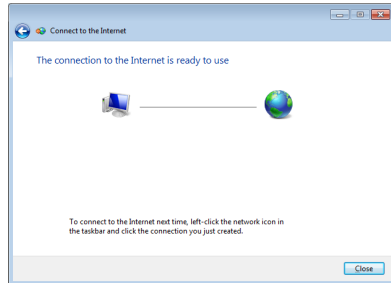 Connect to the Internet
The connection to the Internet is ready to use
To connect to the Internet next time, left-click the network icon in
the taskbar and click the connection you just created.
Close